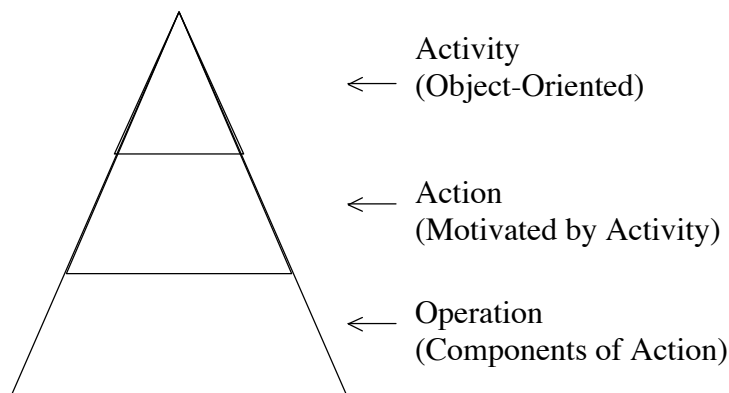 Activity
(Object-Oriented)
Action
(Motivated by Activity)
Operation
(Components of Action)